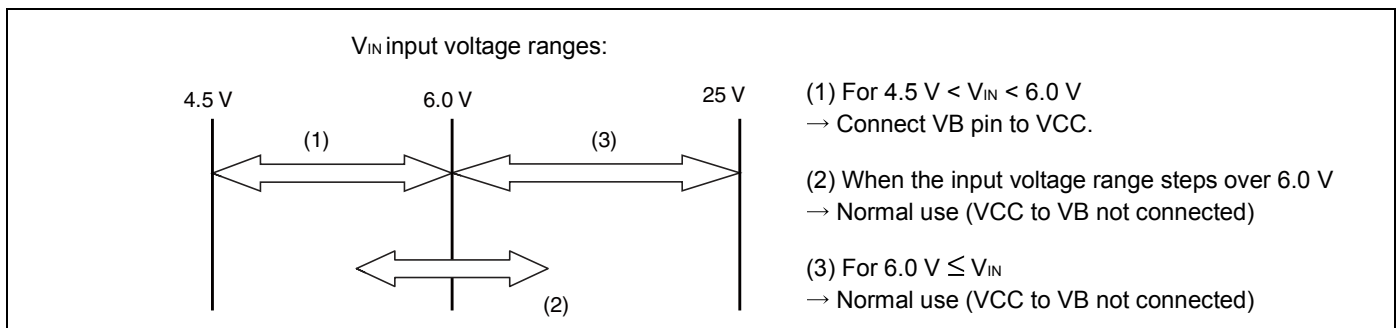 VIN input voltage ranges:
4.5 V 6.0 V 25 V
(1) (3)
(2)
(1) For 4.5 V < VIN < 6.0 V
→ Connect VB pin to VCC.
(2) When the input voltage range steps over 6.0 V
→ Normal use (VCC to VB not connected)
(3) For 6.0 V ≤ VIN
→ Normal use (VCC to VB not connected)